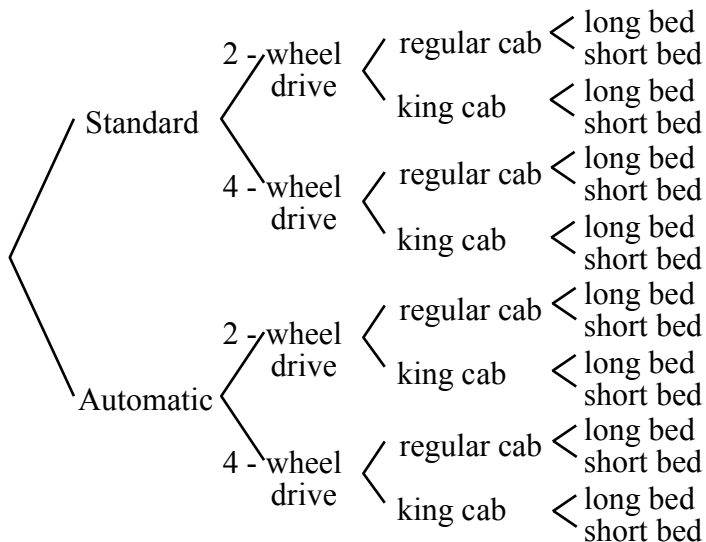 long bed
2 - wheel regular cab short bed
drive
long bed
king cab
short bed
Standard
long bed
4 - wheel regular cab short bed
drive
long bed
king cab
short bed
long bed
2 - wheel regular cab short bed
drive
long bed
king cab
short bed
Automatic
long bed
4 - wheel regular cab short bed
drive
long bed
king cab
short bed